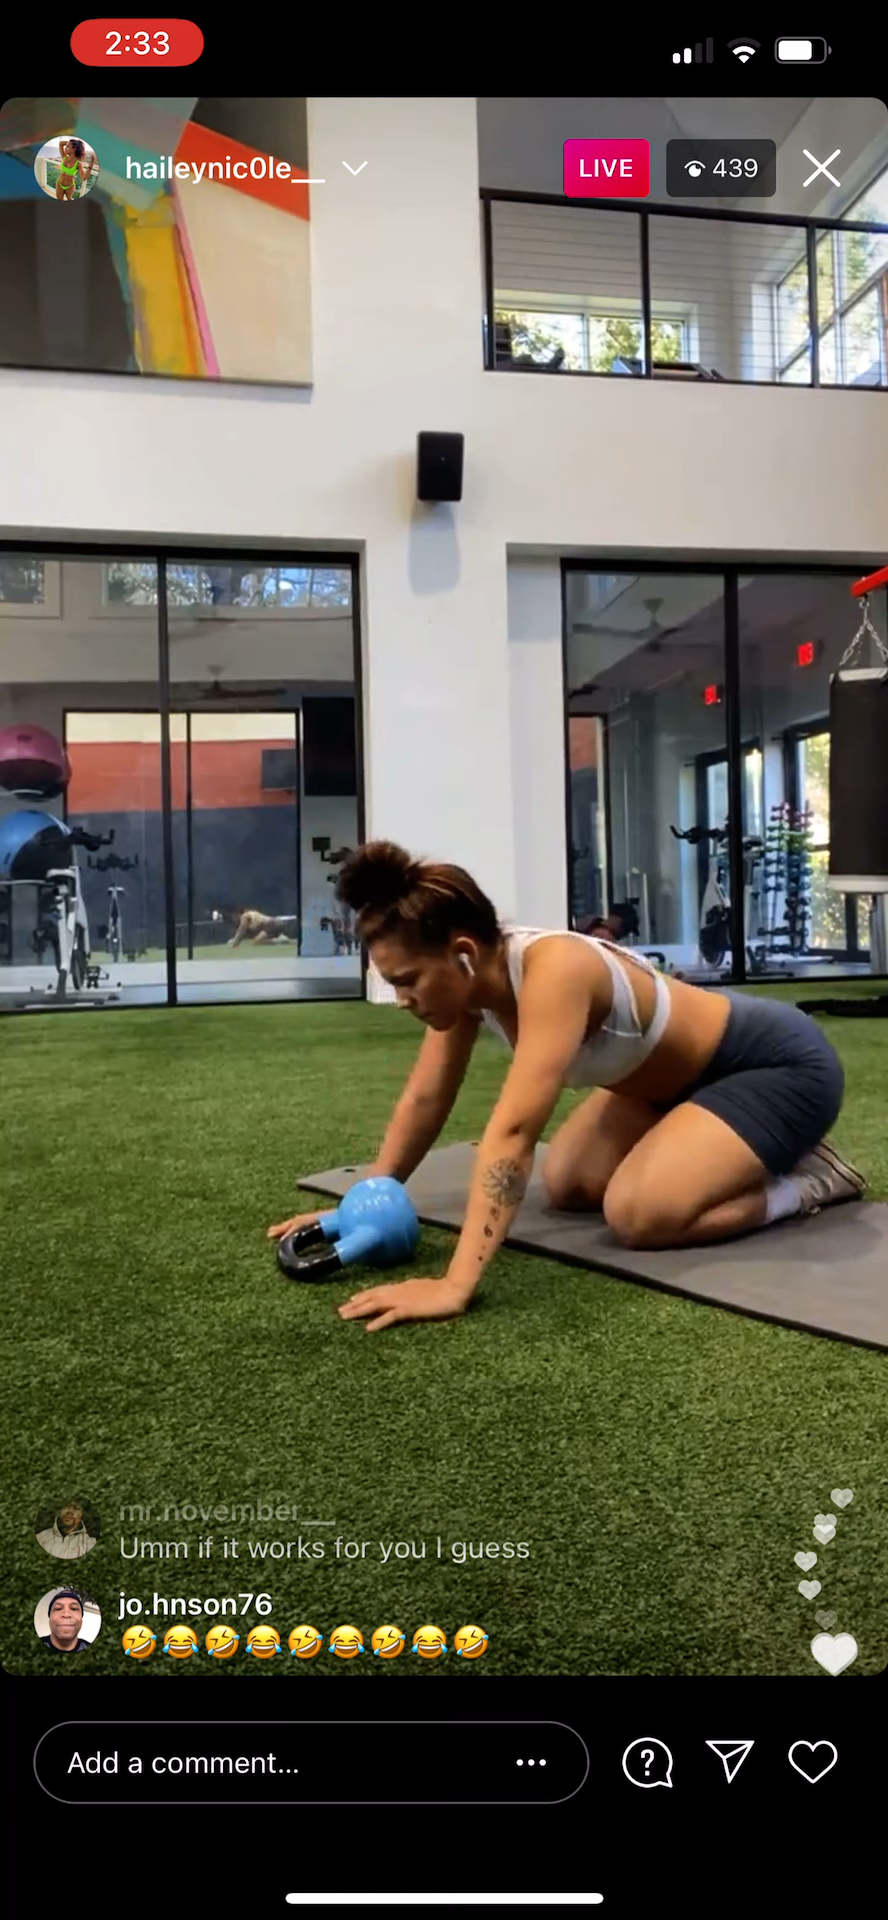 2:33
haileynic0le__
LIVE
439
mr.november__
Umm if it works for you I guess
jo.hnson76
🤣😂🤣😂🤣😂🤣😂🤣
Add a comment...